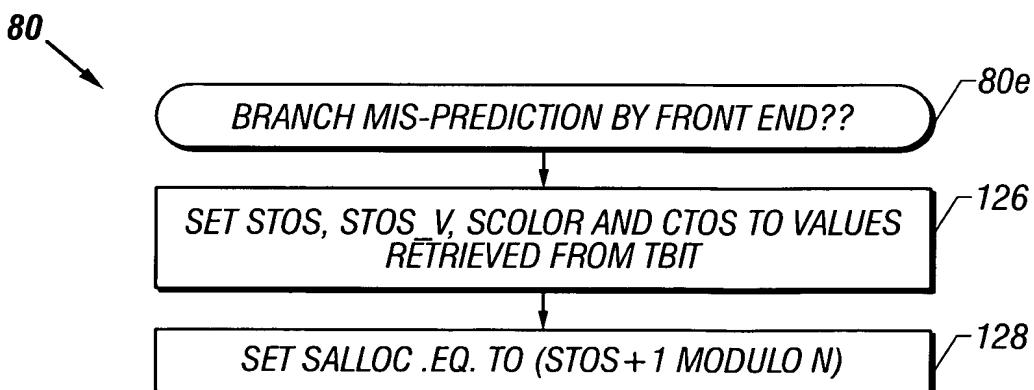 80
BRANCH MIS-PREDICTION BY FRONT END??
80e
SET STOS, STOS_V, SCOLOR AND CTOS TO VALUES
RETRIEVED FROM TBIT
126
SET SALLOC .EQ. TO (STOS+1 MODULO N)
128